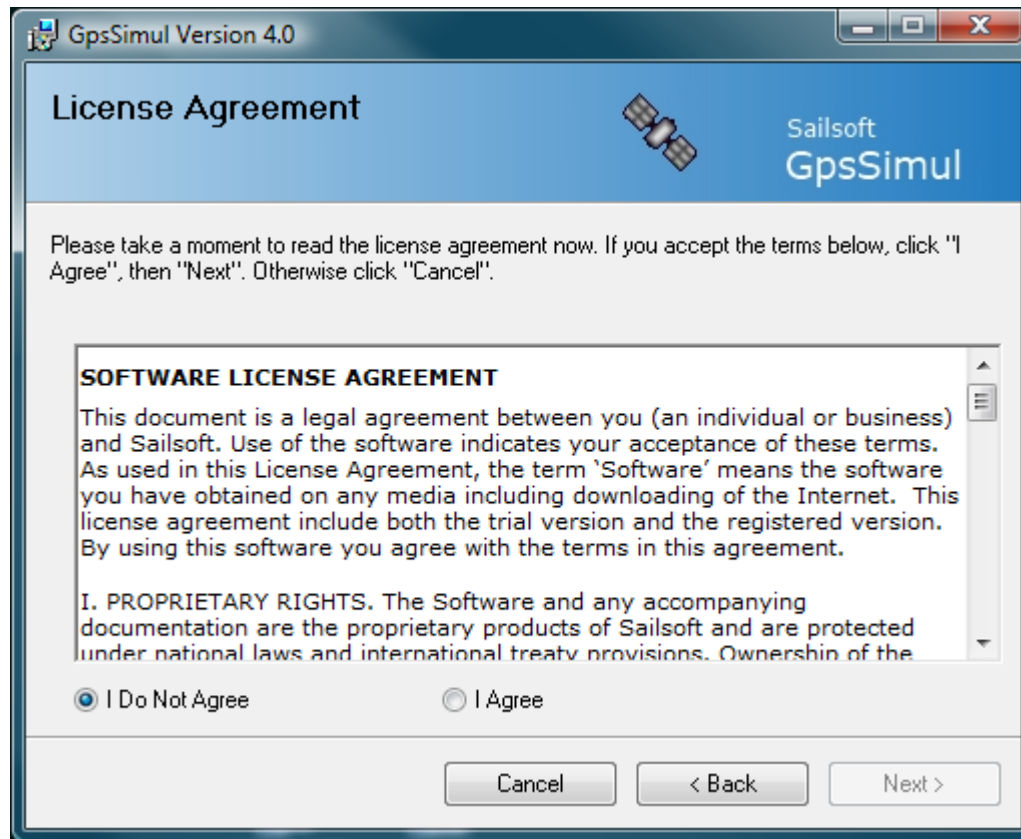 GpsSimul Version 4.0
License Agreement
Sailsoft
GpsSimul
Please take a moment to read the license agreement now. If you accept the terms below, click "I
Agree", then "Next". Otherwise click "Cancel".
SOFTWARE LICENSE AGREEMENT
This document is a legal agreement between you (an individual or business)
and Sailsoft. Use of the software indicates your acceptance of these terms.
As used in this License Agreement, the term ‘Software’ means the software
you have obtained on any media including downloading of the Internet.  This
license agreement include both the trial version and the registered version.
By using this software you agree with the terms in this agreement.
I. PROPRIETARY RIGHTS. The Software and any accompanying
documentation are the proprietary products of Sailsoft and are protected
under national laws and international treaty provisions. Ownership of the
I Do Not Agree
I Agree
Cancel
< Back
Next >